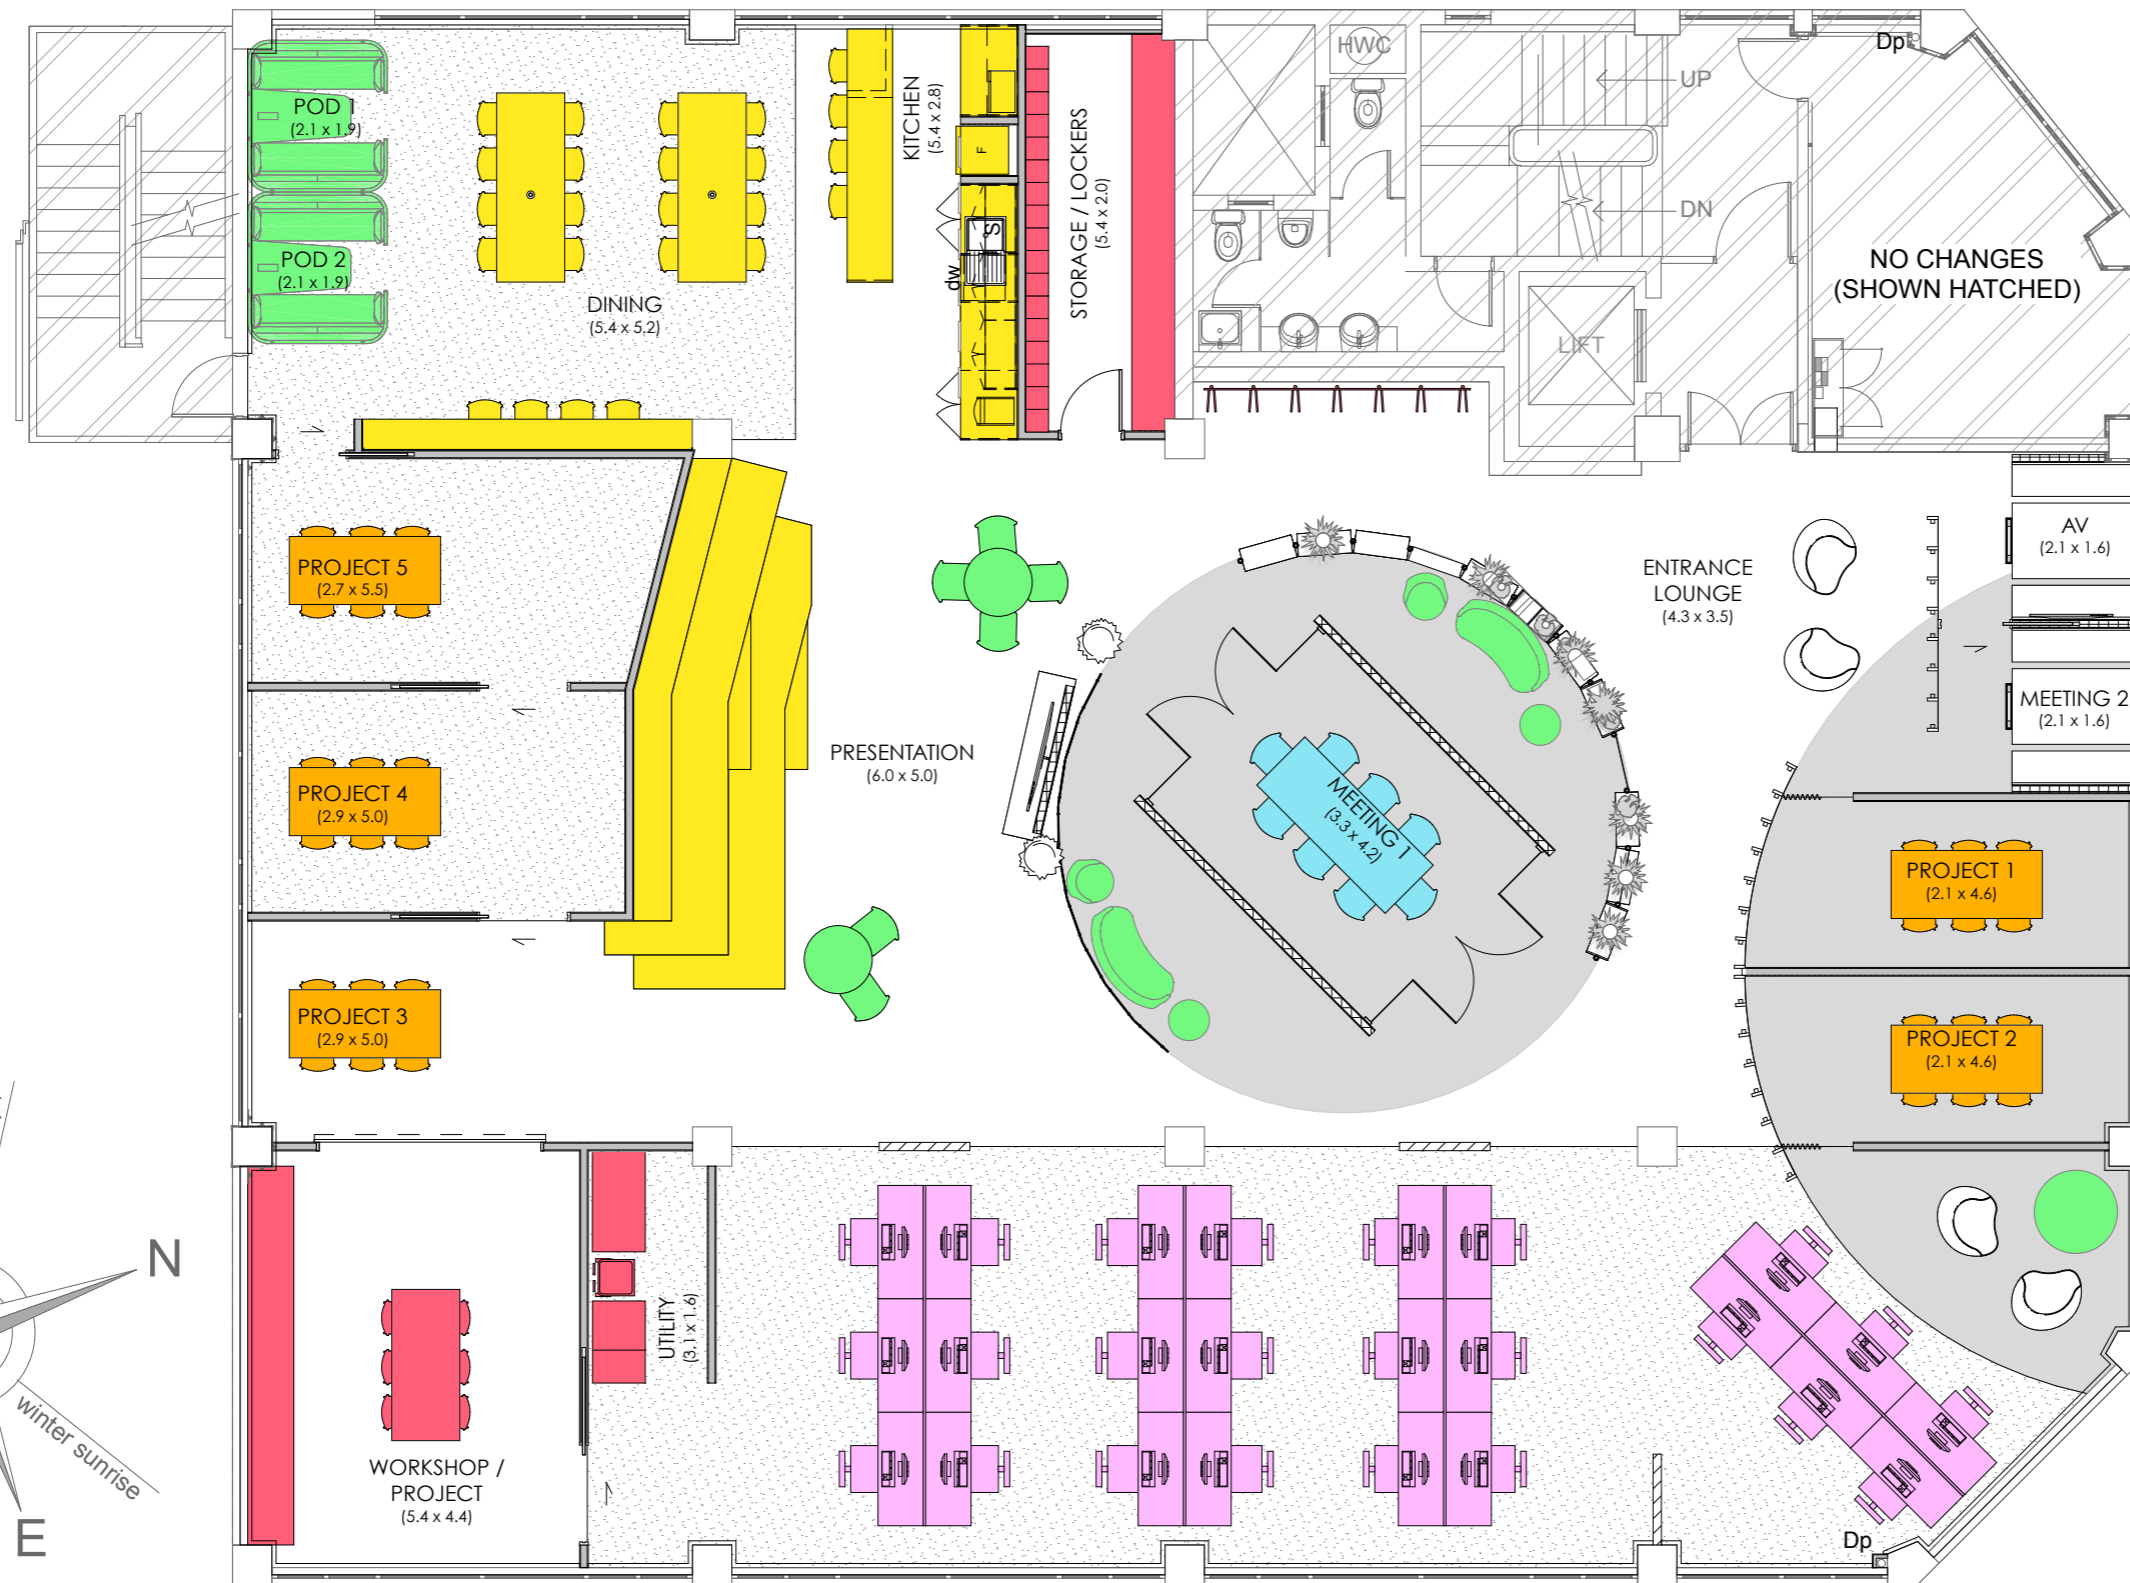 HWC
UP
Dp
POD 1
(2.1 x 1.9)
KITCHEN
(5.4 x 2.8)
F
STORAGE / LOCKERS
(5.4 x 2.0)
DN
POD 2
(2.1 x 1.9)
S
dw
NO CHANGES
(SHOWN HATCHED)
DINING
(5.4 x 5.2)
LIFT
AV
(2.1 x 1.6)
PROJECT 5
(2.7 x 5.5)
ENTRANCE
LOUNGE
(4.3 x 3.5)
MEETING 2
(2.1 x 1.6)
PRESENTATION
(6.0 x 5.0)
PROJECT 4
(2.9 x 5.0)
MEETING 1
(3.3 x 4.2)
PROJECT 1
(2.1 x 4.6)
PROJECT 3
(2.9 x 5.0)
PROJECT 2
(2.1 x 4.6)
N
UTILITY
(3.1 x 1.6)
winter sunrise
WORKSHOP /
PROJECT
(5.4 x 4.4)
E
Dp